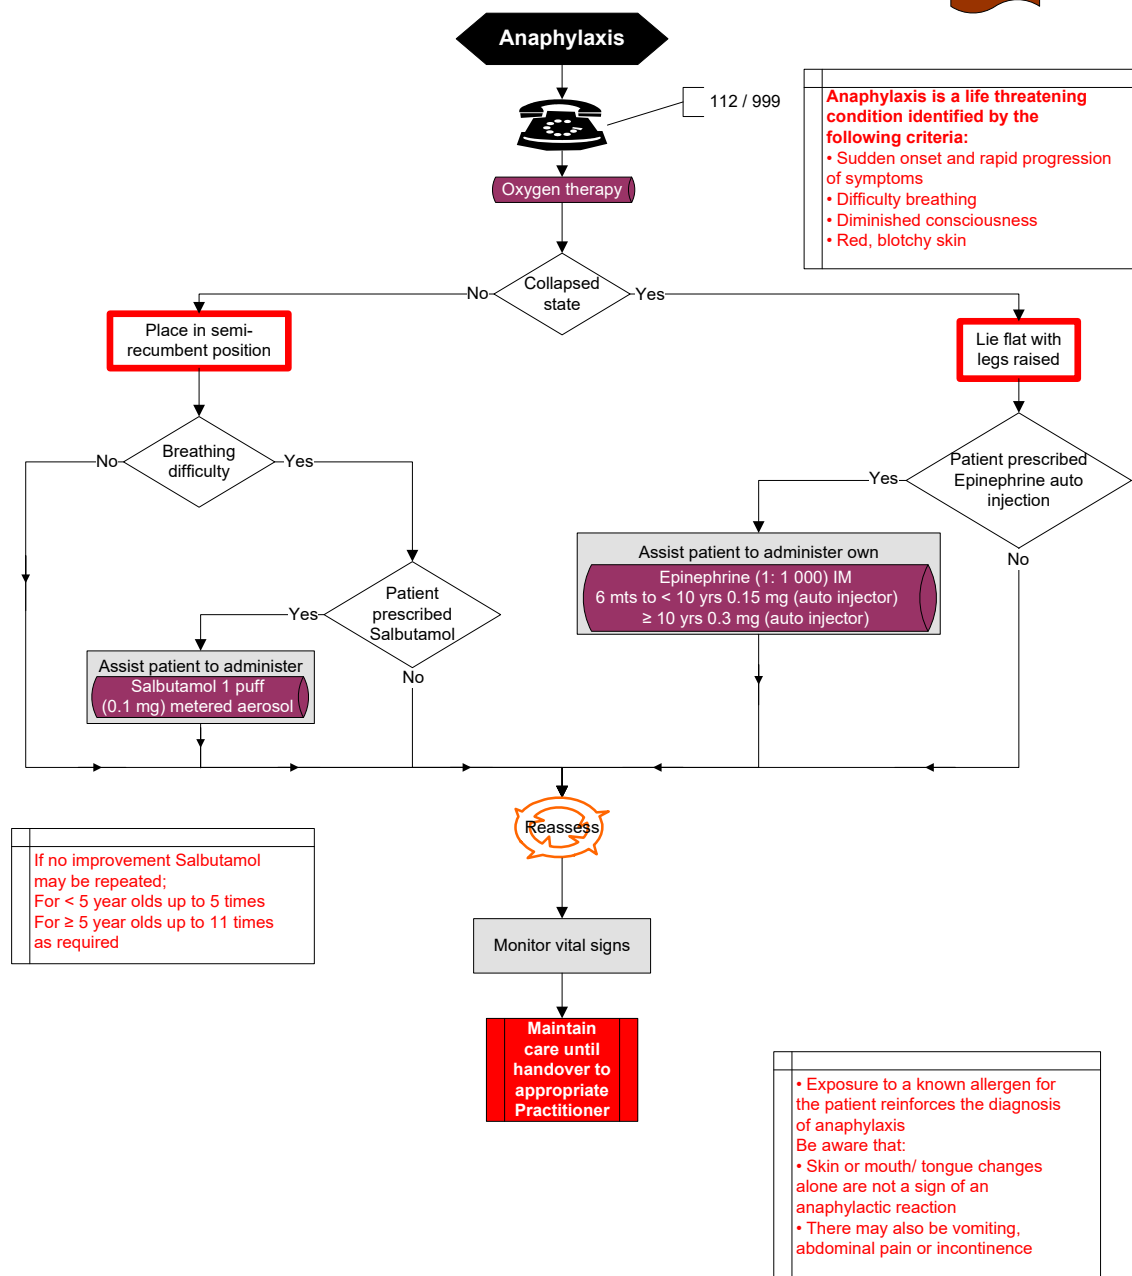 Anaphylaxis
112 / 999
Anaphylaxis is a life threatening
condition identified by the
following criteria:
• Sudden onset and rapid progression
of symptoms
• Difficulty breathing
• Diminished consciousness
• Red, blotchy skin
Oxygen therapy
Collapsed
state
No
Yes
Place in semi-
recumbent position
Lie flat with
legs raised
Breathing
difficulty
No
Yes
Patient prescribed
Epinephrine auto
injection
Yes
No
Assist patient to administer own
Epinephrine (1: 1 000) IM
6 mts to < 10 yrs 0.15 mg (auto injector)
≥ 10 yrs 0.3 mg (auto injector)
Patient
prescribed
Salbutamol
Yes
No
Assist patient to administer
Salbutamol 1 puff
(0.1 mg) metered aerosol
Reassess
If no improvement Salbutamol
may be repeated;
For < 5 year olds up to 5 times
For ≥ 5 year olds up to 11 times
as required
Monitor vital signs
Maintain
care until
handover to
appropriate
Practitioner
• Exposure to a known allergen for
the patient reinforces the diagnosis
of anaphylaxis
Be aware that:
• Skin or mouth/ tongue changes
alone are not a sign of an
anaphylactic reaction
• There may also be vomiting,
abdominal pain or incontinence